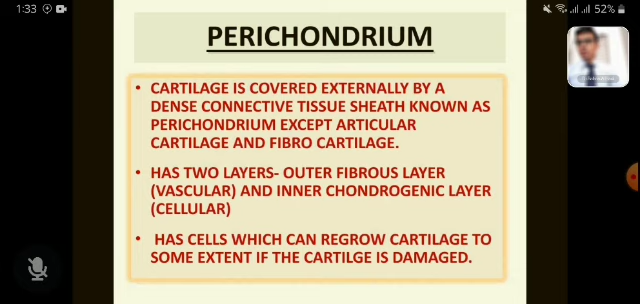 1:33 52%
PERICHONDRIUM
• CARTILAGE IS COVERED EXTERNALLY BY A
DENSE CONNECTIVE TISSUE SHEATH KNOWN AS
PERICHONDRIUM EXCEPT ARTICULAR
CARTILAGE AND FIBRO CARTILAGE.
• HAS TWO LAYERS- OUTER FIBROUS LAYER
(VASCULAR) AND INNER CHONDROGENIC LAYER
(CELLULAR)
• HAS CELLS WHICH CAN REGROW CARTILAGE TO
SOME EXTENT IF THE CARTILGE IS DAMAGED.